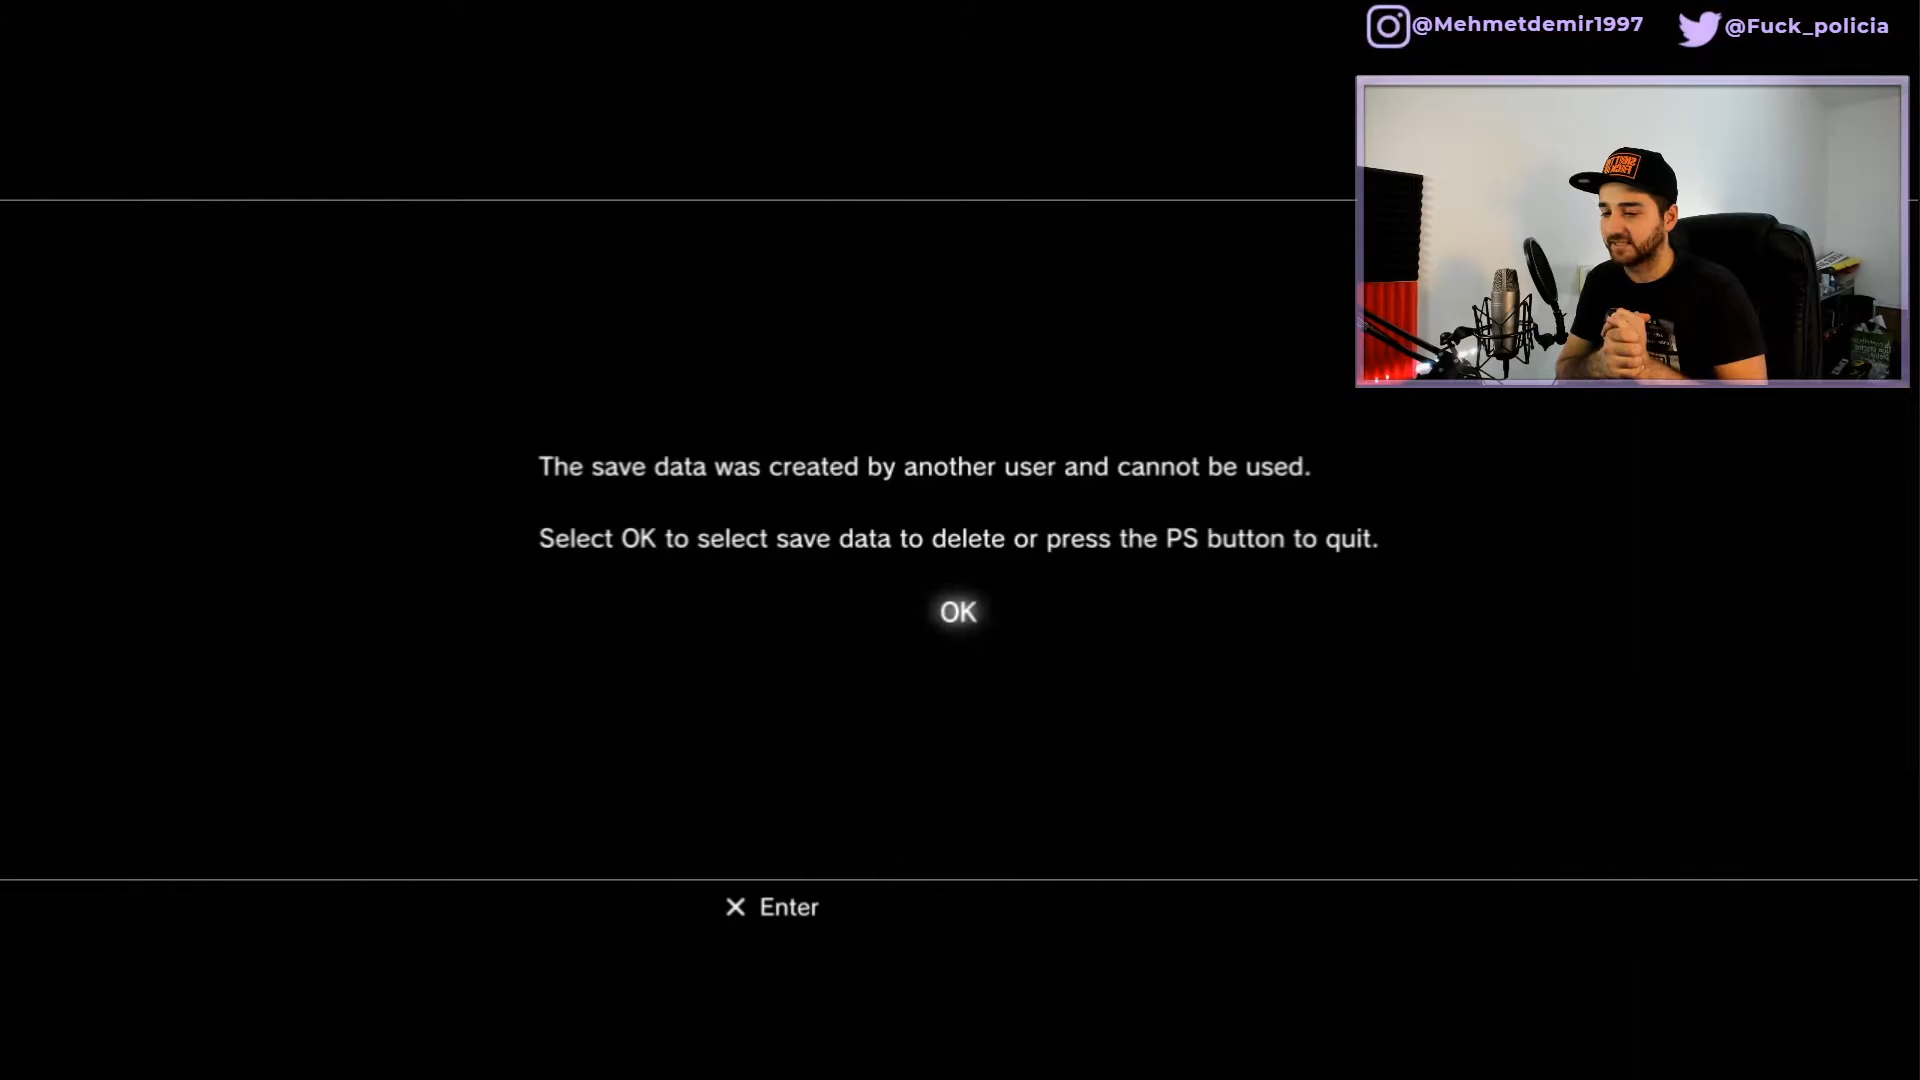 @Mehmetdemir1997 @Fuck_policia
The save data was created by another user and cannot be used.
Select OK to select save data to delete or press the PS button to quit.
OK
Enter